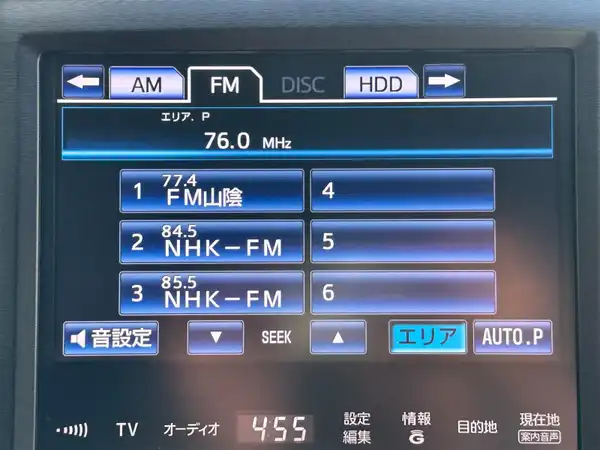 AM FM DISC HDD
エリア. P
76.0 MHz
1 77.4 FM山陰 4
2 84.5 NHK－FM 5
3 85.5 NHK－FM 6
音設定 SEEK エリア AUTO.P
TV オーディオ 4:55 設定編集 情報G 目的地 現在地 案内音声